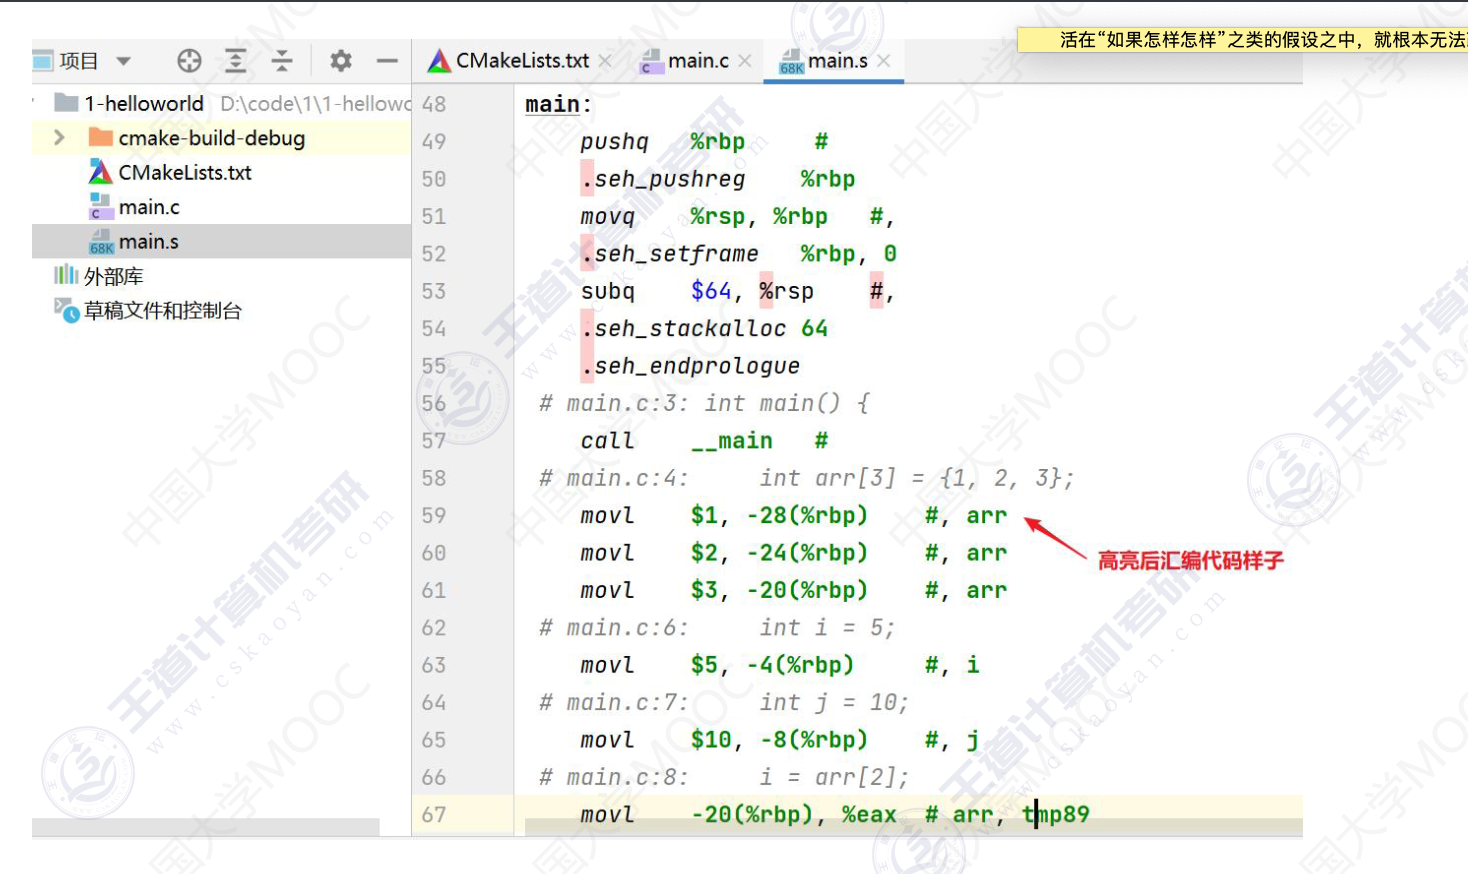 活在“如果怎样怎样”之类的假设之中，就根本无法
项目
CMakeLists.txt
main.c
main.s
1-helloworld D:\code\1\1-hellowo
cmake-build-debug
CMakeLists.txt
main.c
main.s
外部库
草稿文件和控制台
48 main:
49 pushq %rbp #
50 .seh_pushreg %rbp
51 movq %rsp, %rbp #,
52 .seh_setframe %rbp, 0
53 subq $64, %rsp #,
54 .seh_stackalloc 64
55 .seh_endprologue
56 # main.c:3: int main() {
57 call __main #
58 # main.c:4: int arr[3] = {1, 2, 3};
59 movl $1, -28(%rbp) #, arr
60 movl $2, -24(%rbp) #, arr
61 movl $3, -20(%rbp) #, arr
62 # main.c:6: int i = 5;
63 movl $5, -4(%rbp) #, i
64 # main.c:7: int j = 10;
65 movl $10, -8(%rbp) #, j
66 # main.c:8: i = arr[2];
67 movl -20(%rbp), %eax # arr, tmp89
高亮后汇编代码样子
中国大学MOOC
王道计算机考研
www.cskaoyan.com